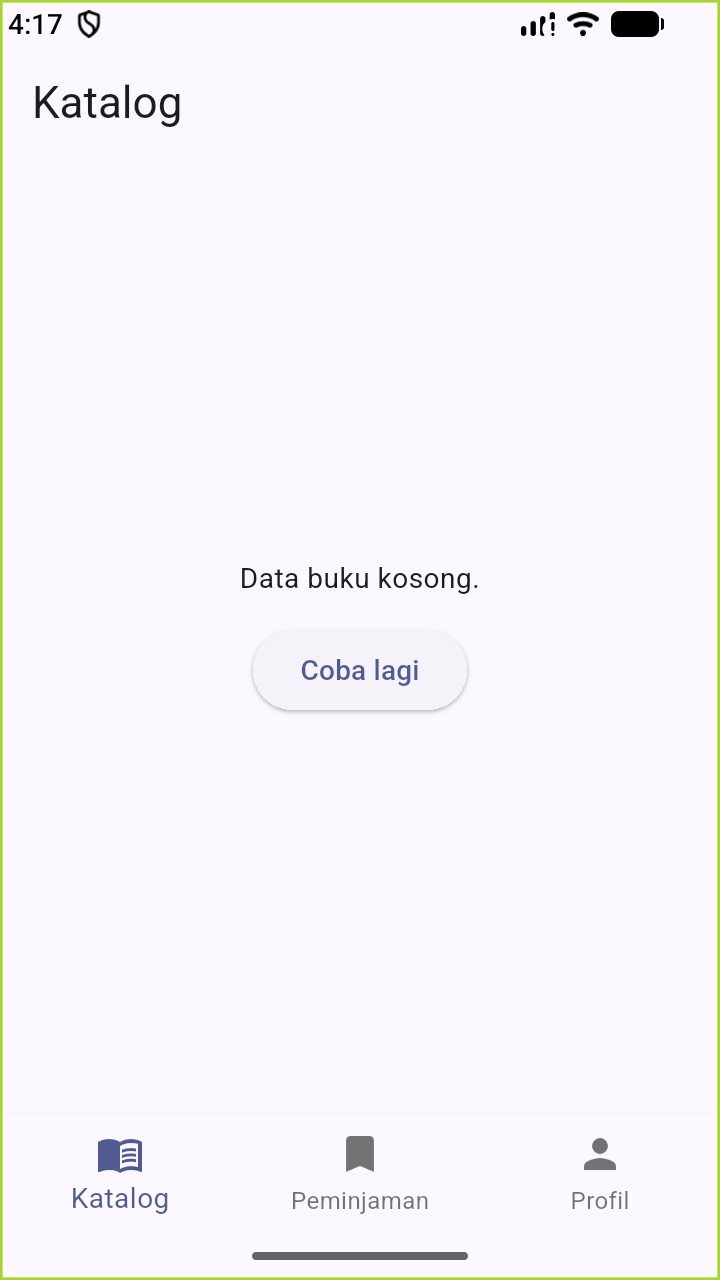 4:17
Katalog
Data buku kosong.
Coba lagi
Katalog
Peminjaman
Profil